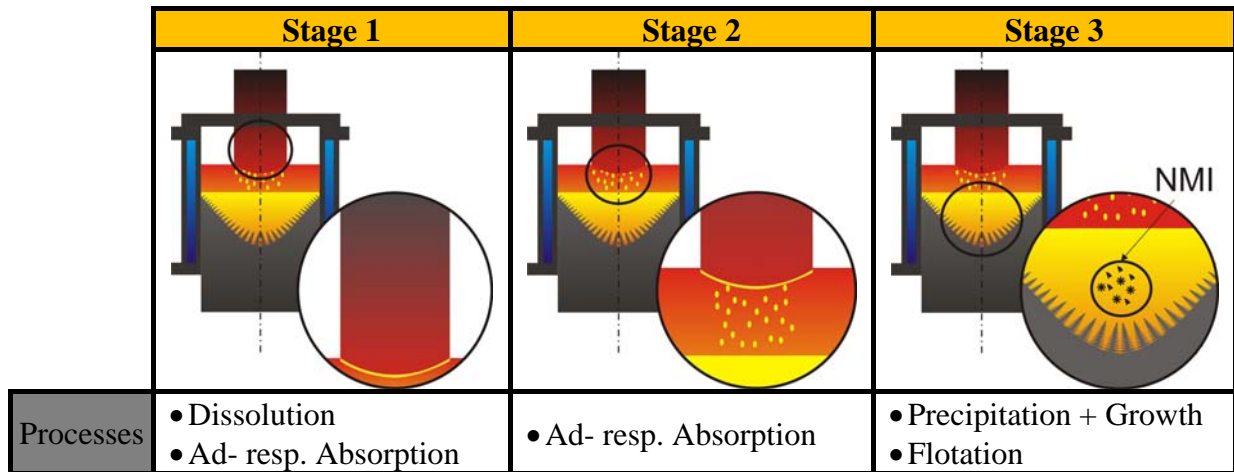 Stage 1
Stage 2
Stage 3
NMI
Processes
• Dissolution
• Ad- resp. Absorption
• Ad- resp. Absorption
• Precipitation + Growth
• Flotation